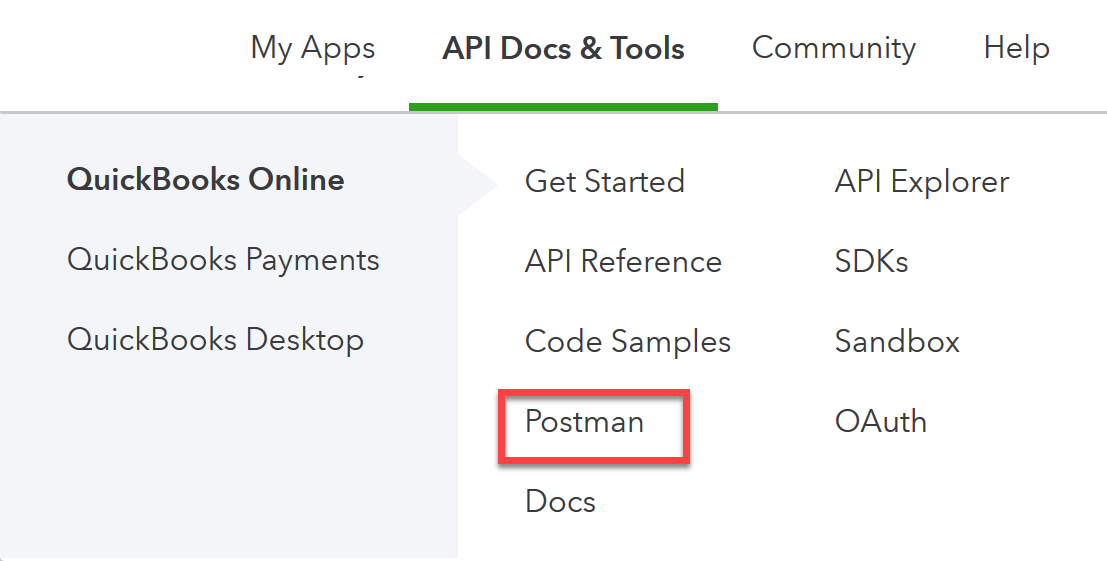 My Apps
API Docs & Tools
Community
Help
QuickBooks Online
QuickBooks Payments
QuickBooks Desktop
Get Started
API Reference
Code Samples
Postman
Docs
API Explorer
SDKs
Sandbox
OAuth